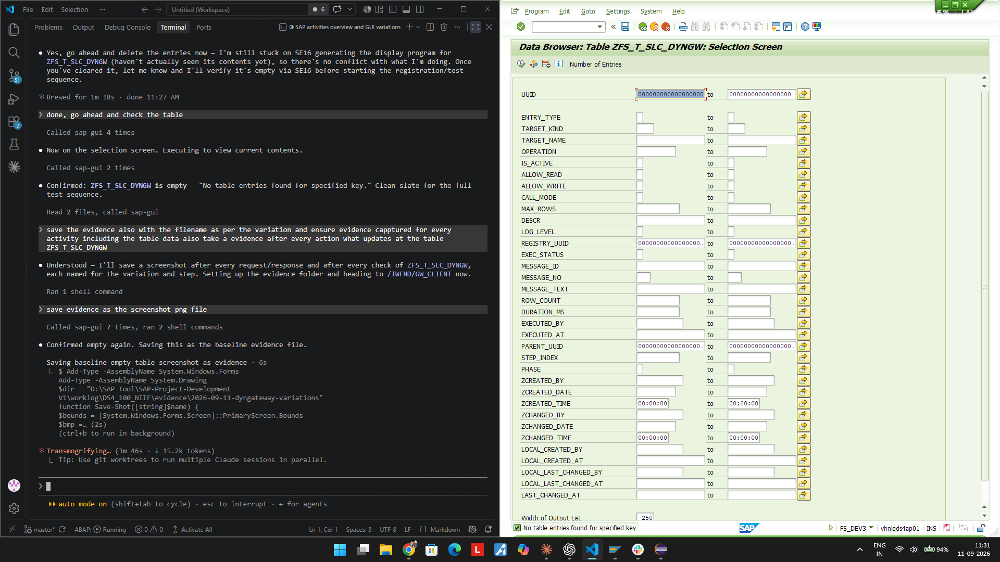 File Edit Selection ··· Untitled (Workspace) 6
Problems Output Debug Console Terminal Ports
SAP activities overview and GUI variations
● Yes, go ahead and delete the entries now — I'm still stuck on SE16 generating the display program for
ZFS_T_SLC_DYNGW (haven't actually seen its contents yet), so there's no conflict with what I'm doing. Once
you've cleared it, let me know and I'll verify it's empty via SE16 before starting the registration/test
sequence.
✻ Brewed for 1m 18s · done 11:27 AM
❯ done, go ahead and check the table
Called sap-gui 4 times
● Now on the selection screen. Executing to view current contents.
Called sap-gui 2 times
● Confirmed: ZFS_T_SLC_DYNGW is empty — "No table entries found for specified key." Clean slate for the full
test sequence.
Read 2 files, called sap-gui
❯ save the evidence also with the filename as per the variation and ensure evidence capptured for every
activity including the table data also take a evidence after every action what updates at the table
ZFS_T_SLC_DYNGW
● Understood — I'll save a screenshot after every request/response and after every check of ZFS_T_SLC_DYNGW,
each named for the variation and step. Setting up the evidence folder and heading to /IWFND/GW_CLIENT now.
Ran 1 shell command
❯ save evidence as the screenshot png file
Called sap-gui 7 times, ran 2 shell commands
● Confirmed empty again. Saving this as the baseline evidence file.
Saving baseline empty-table screenshot as evidence · 6s
⎿ $ Add-Type -AssemblyName System.Windows.Forms
Add-Type -AssemblyName System.Drawing
$dir = "D:\SAP Tool\SAP-Project-Development
V1\worklog\DS4_100_NIIF\evidence\2026-09-11-dyngateway-variations"
function Save-Shot([string]$name) {
$bounds = [System.Windows.Forms.Screen]::PrimaryScreen.Bounds
$bmp =… (2s)
(ctrl+b to run in background)
✻ Transmogrifying… (3m 46s · ↓ 15.2k tokens)
⎿ Tip: Use git worktrees to run multiple Claude sessions in parallel.
❯
⏵⏵ auto mode on (shift+tab to cycle) · esc to interrupt · ← for agents
51
2
master* ABAP: Running 0 0 Activate All Ln 1, Col 1 Spaces: 3 UTF-8 LF { } Markdown
Program Edit Goto Settings System Help
6 %
Data Browser: Table ZFS_T_SLC_DYNGW: Selection Screen
Number of Entries
UUID 000000000000000000 to 00000000000000000...
ENTRY_TYPE to
TARGET_KIND to
TARGET_NAME to
OPERATION to
IS_ACTIVE to
ALLOW_READ to
ALLOW_WRITE to
CALL_MODE to
MAX_ROWS to
DESCR to
LOG_LEVEL to
REGISTRY_UUID 00000000000000000... to 00000000000000000...
EXEC_STATUS to
MESSAGE_ID to
MESSAGE_NO to
MESSAGE_TEXT to
ROW_COUNT to
DURATION_MS to
EXECUTED_BY to
EXECUTED_AT to
PARENT_UUID 00000000000000000... to 00000000000000000...
STEP_INDEX to
PHASE to
ZCREATED_BY to
ZCREATED_DATE to
ZCREATED_TIME 00:00:00 to 00:00:00
ZCHANGED_BY to
ZCHANGED_DATE to
ZCHANGED_TIME 00:00:00 to 00:00:00
LOCAL_CREATED_BY to
LOCAL_CREATED_AT to
LOCAL_LAST_CHANGED_BY to
LOCAL_LAST_CHANGED_AT to
LAST_CHANGED_AT to
Width of Output List 250
No table entries found for specified key SAP FS_DEV3 vhnlqds4ap01 INS
ENG
IN
94%
11:31
11-09-2026